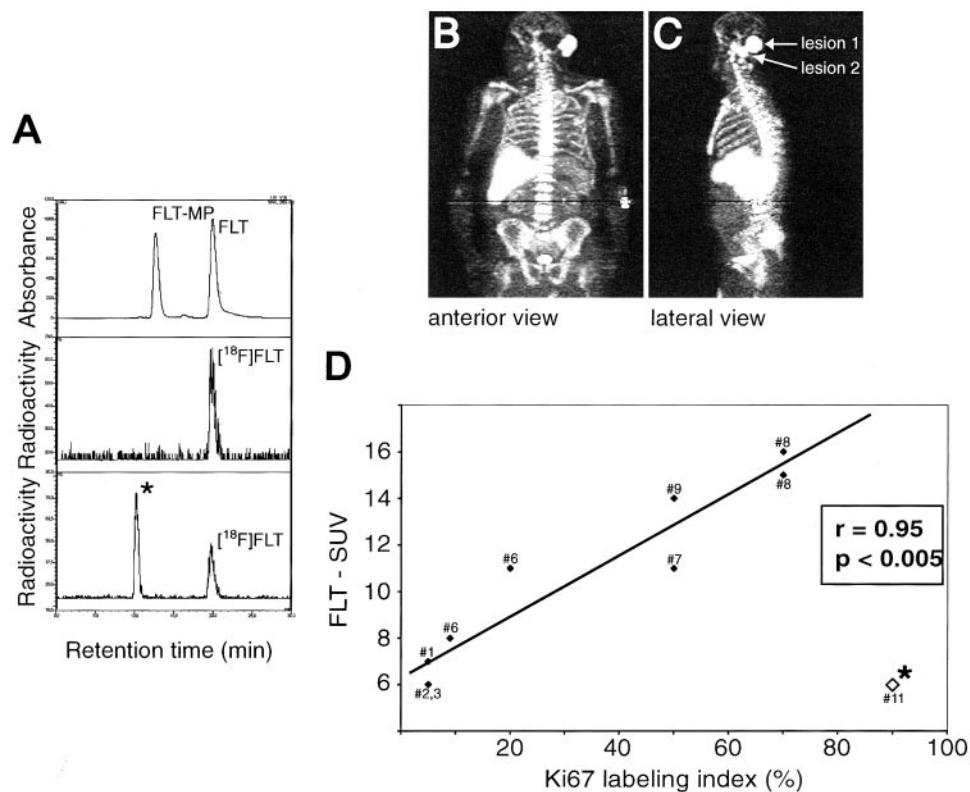 A
FLT-MP
FLT
Absorbance
[18F]FLT
Radioactivity
*
[18F]FLT
Radioactivity
Retention time (min)
B
anterior view
C
lesion 1
lesion 2
lateral view
D
FLT - SUV
16
14
12
10
8
6
#8
#8
#9
#7
#6
#6
#1
#2,3
*
#11
r = 0.95
p < 0.005
20 40 60 80 100
Ki67 labeling index (%)